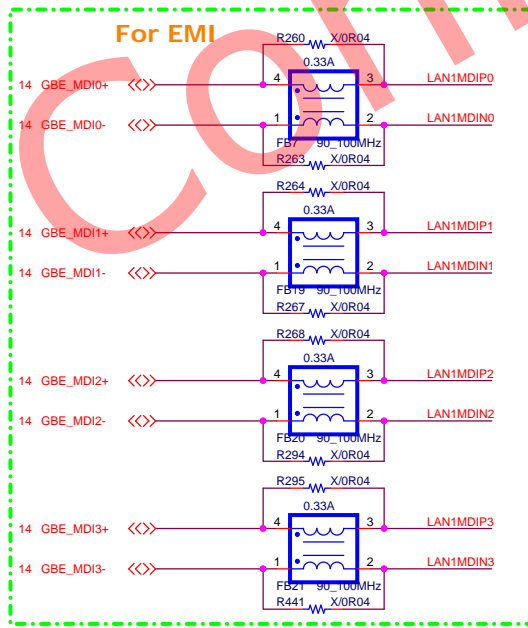 For EMI
R260 X/0R04
0.33A
14 GBE_MDI0+ 4 3 LAN1MDIP0
14 GBE_MDI0- 1 2 LAN1MDIN0
FB7 90_100MHz
R263 X/0R04
R264 X/0R04
0.33A
14 GBE_MDI1+ 4 3 LAN1MDIP1
14 GBE_MDI1- 1 2 LAN1MDIN1
FB19 90_100MHz
R267 X/0R04
R268 X/0R04
0.33A
14 GBE_MDI2+ 4 3 LAN1MDIP2
14 GBE_MDI2- 1 2 LAN1MDIN2
FB20 90_100MHz
R294 X/0R04
R295 X/0R04
0.33A
14 GBE_MDI3+ 4 3 LAN1MDIP3
14 GBE_MDI3- 1 2 LAN1MDIN3
FB21 90_100MHz
R441 X/0R04